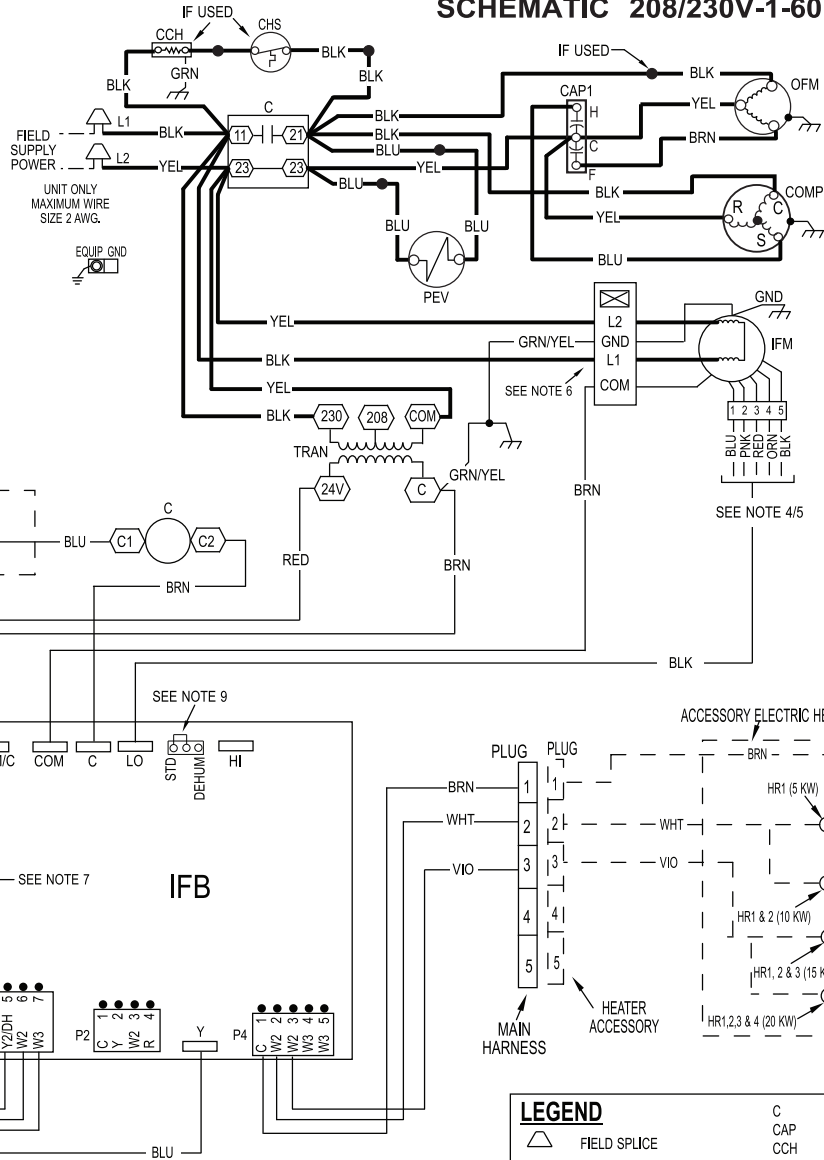 SCHEMATIC 208/230V-1-60
IF USED
CCH
CHS
BLK
GRN
BLK
BLK
IF USED
BLK
OFM
CAP1
H
C
F
YEL
BRN
C
11
21
23
23
FIELD
SUPPLY
POWER
L1
L2
BLK
YEL
BLK
BLK
BLU
YEL
BLU
UNIT ONLY
MAXIMUM WIRE
SIZE 2 AWG.
EQUIP GND
BLU
BLU
PEV
BLK
YEL
BLU
COMP
R
C
S
YEL
BLK
YEL
BLK
GRN/YEL
L2
GND
L1
COM
SEE NOTE 6
GND
IFM
1 2 3 4 5
BLU
PNK
RED
ORN
BLK
SEE NOTE 4/5
230
208
COM
TRAN
24V
C
GRN/YEL
BRN
C
BLU
C1
C2
BRN
RED
BRN
BLK
SEE NOTE 9
/C
COM
C
LO
STD
DEHUM
HI
SEE NOTE 7
IFB
5 6 7
Y2/DH
W2
W3
P2
1 2 3 4
C
Y
W2
R
Y
P4
1 2 3 4 5
C
W2
W2
W3
W3
BLU
PLUG
PLUG
BRN
WHT
VIO
1
2
3
4
5
1
2
3
4
5
MAIN
HARNESS
HEATER
ACCESSORY
ACCESSORY ELECTRIC HE
BRN
WHT
VIO
HR1 (5 KW)
HR1 & 2 (10 KW)
HR1, 2 & 3 (15 K
HR1,2,3 & 4 (20 KW)
LEGEND
FIELD SPLICE
C
CAP
CCH